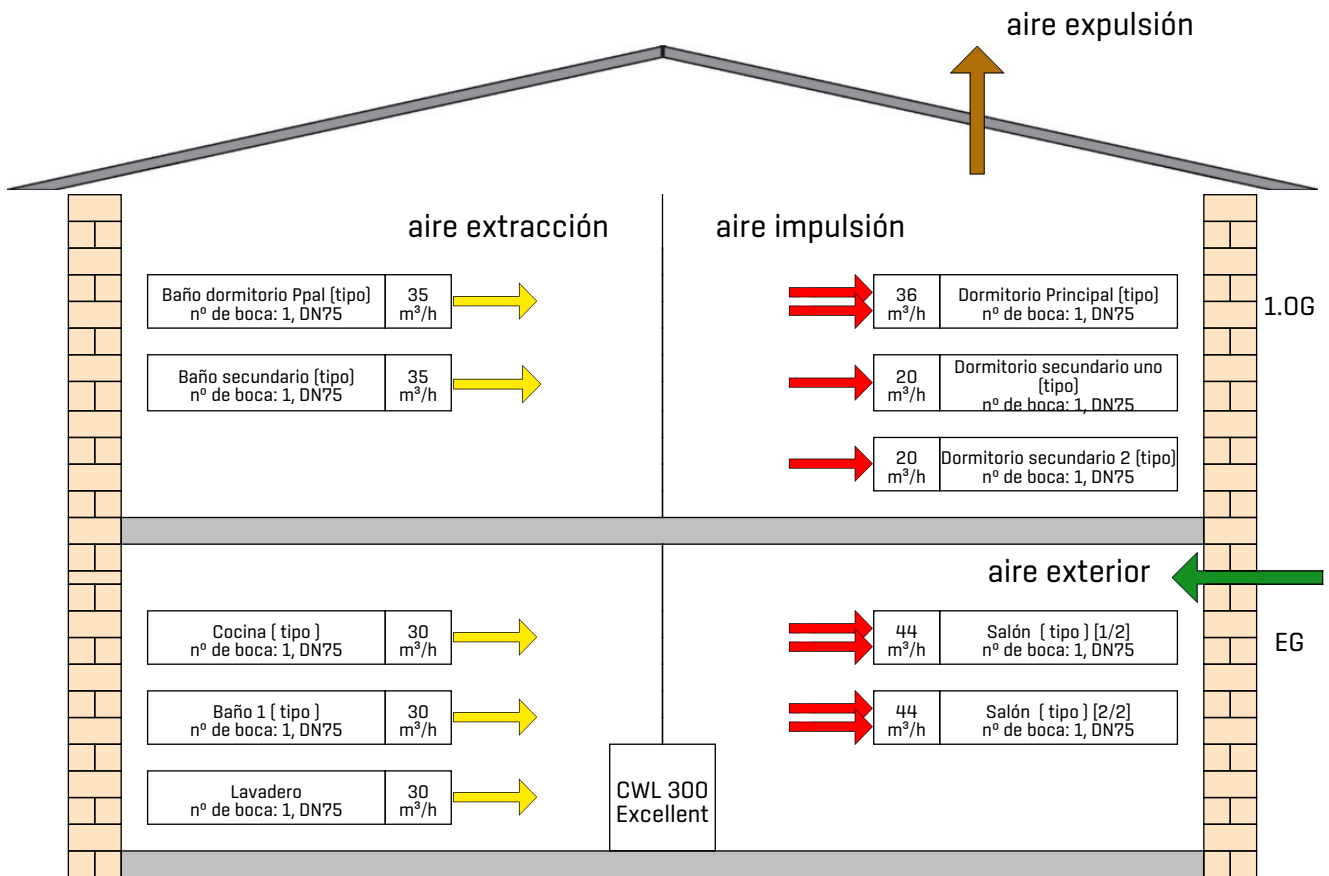 aire expulsión
aire extracción
aire impulsión
Baño dormitorio Ppal (tipo)
nº de boca: 1, DN75
35
m³/h
36
m³/h
Dormitorio Principal (tipo)
nº de boca: 1, DN75
1.OG
Baño secundario (tipo)
nº de boca: 1, DN75
35
m³/h
20
m³/h
Dormitorio secundario uno
(tipo)
nº de boca: 1, DN75
20
m³/h
Dormitorio secundario 2 (tipo)
nº de boca: 1, DN75
aire exterior
Cocina ( tipo )
nº de boca: 1, DN75
30
m³/h
44
m³/h
Salón ( tipo ) [1/2]
nº de boca: 1, DN75
EG
Baño 1 ( tipo )
nº de boca: 1, DN75
30
m³/h
44
m³/h
Salón ( tipo ) [2/2]
nº de boca: 1, DN75
Lavadero
nº de boca: 1, DN75
30
m³/h
CWL 300
Excellent